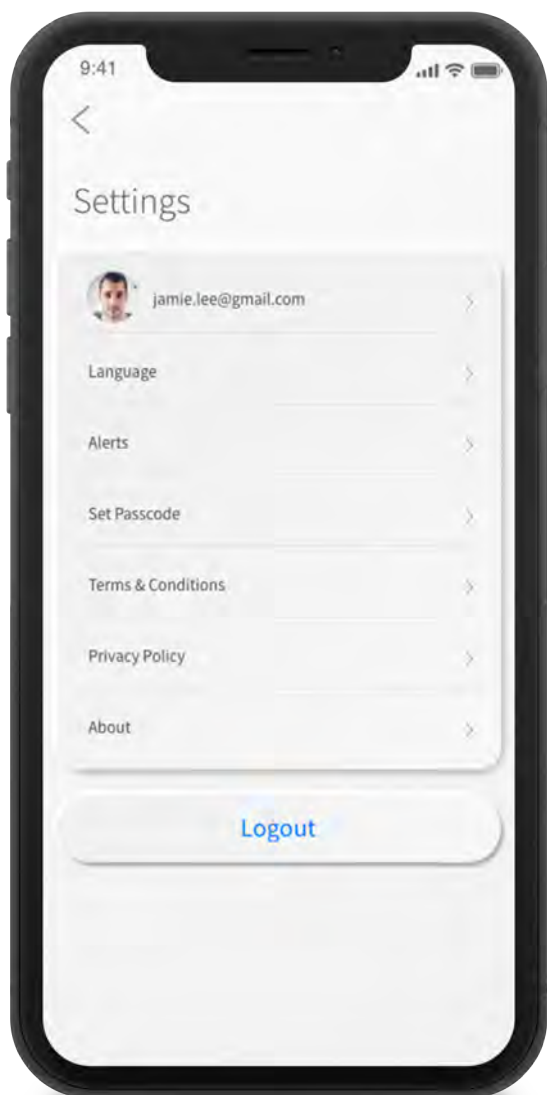 9:41
Settings
jamie.lee@gmail.com
Language
Alerts
Set Passcode
Terms & Conditions
Privacy Policy
About
Logout